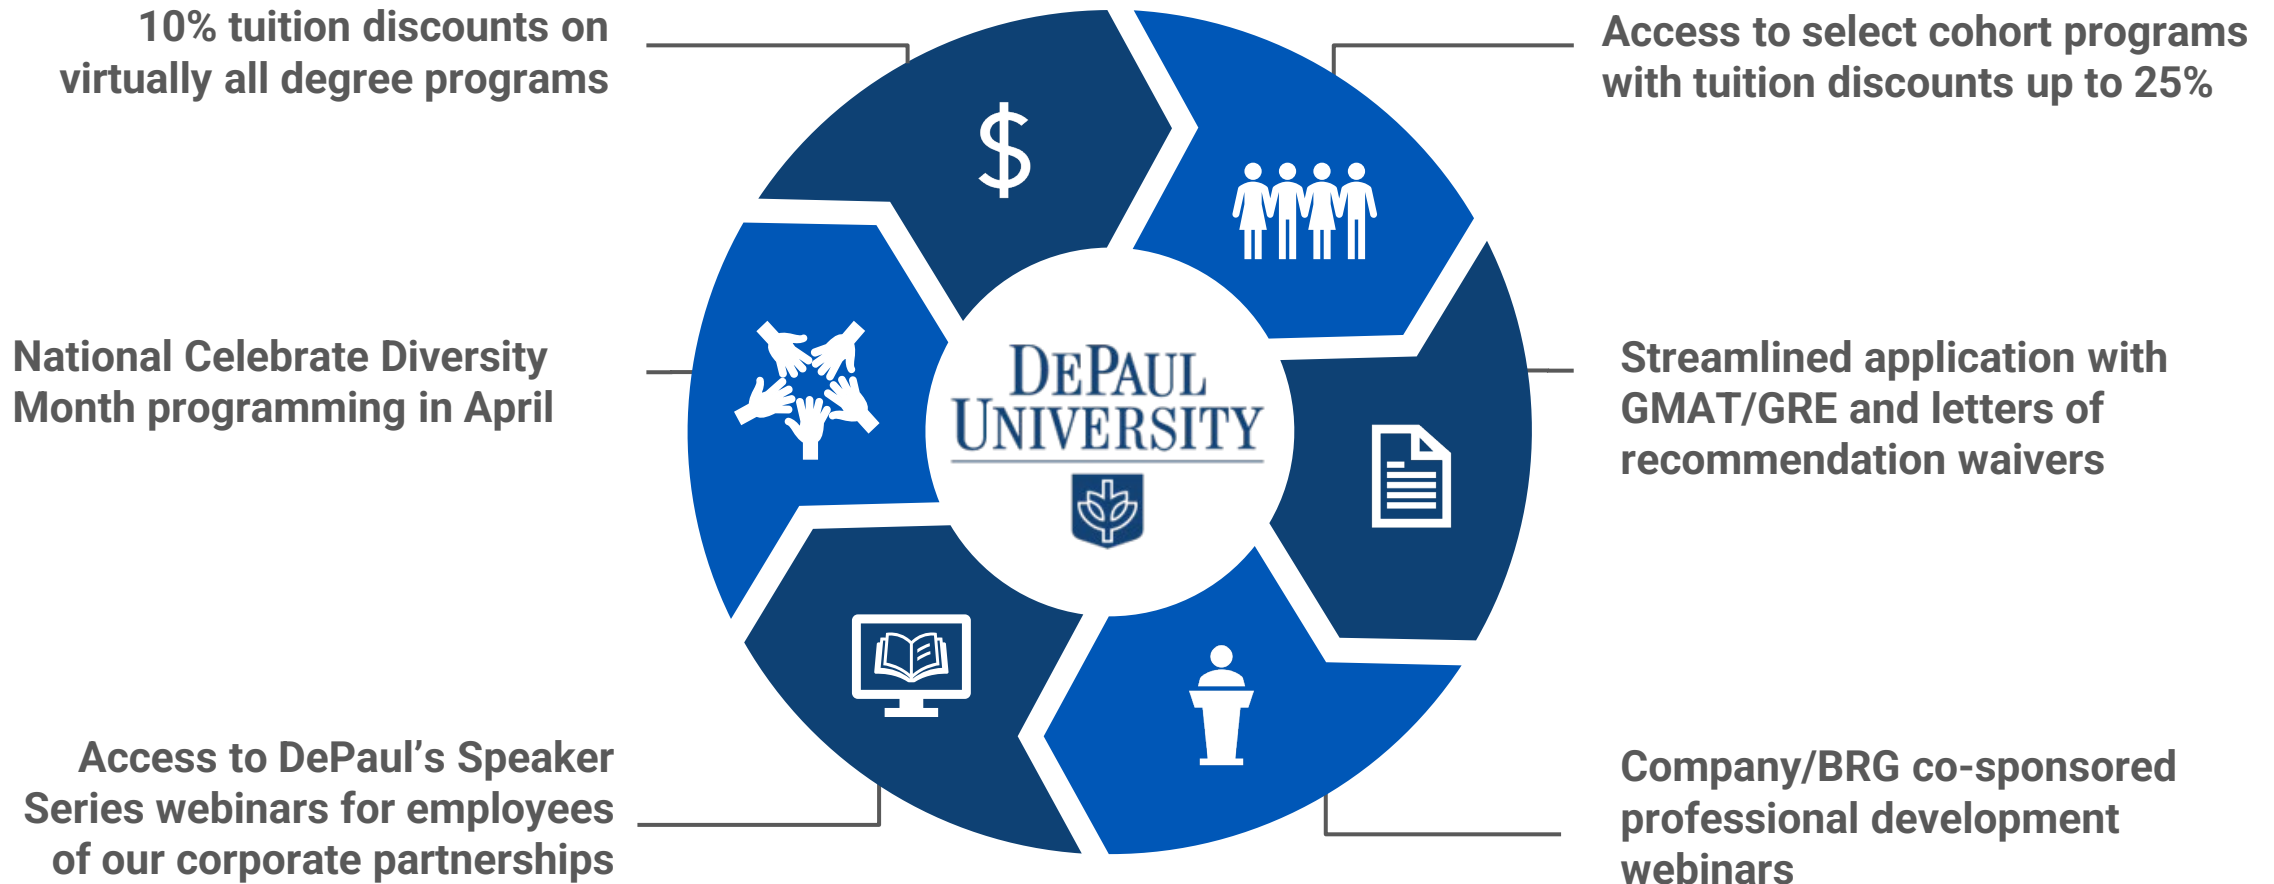 10% tuition discounts on
virtually all degree programs
Access to select cohort programs
with tuition discounts up to 25%
National Celebrate Diversity
Month programming in April
DEPAUL
UNIVERSITY
Streamlined application with
GMAT/GRE and letters of
recommendation waivers
Access to DePaul’s Speaker
Series webinars for employees
of our corporate partnerships
Company/BRG co-sponsored
professional development
webinars
$